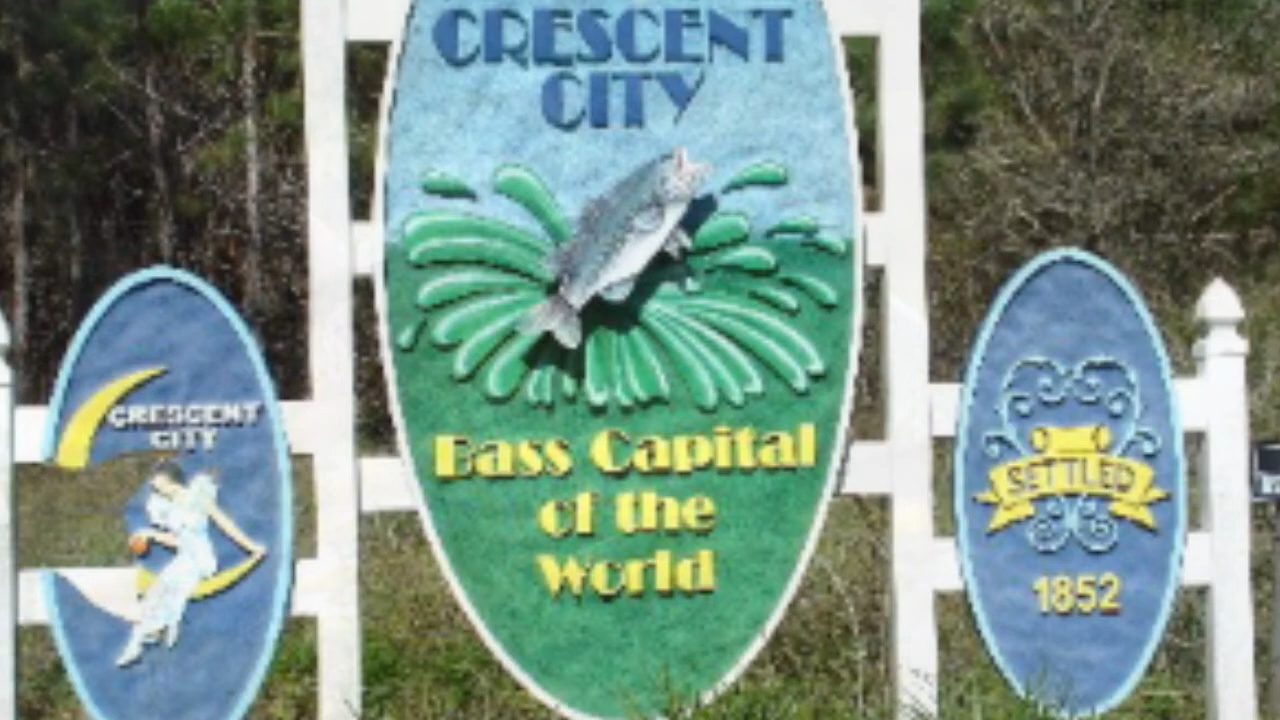 CRESCENT
CITY
Bass Capital
of the
World
CRESCENT
CITY
SETTLED
1852